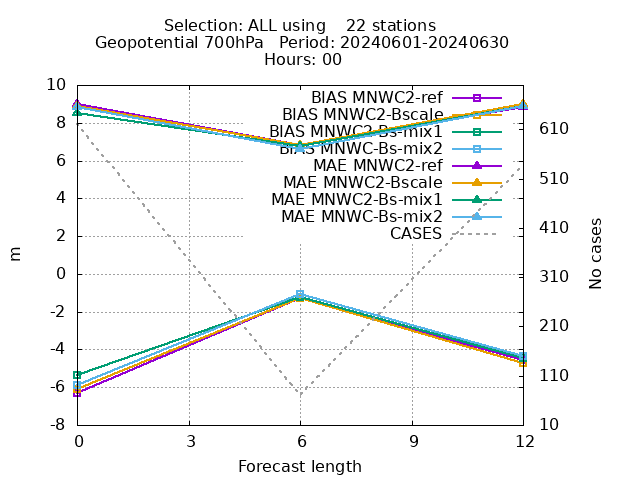 Selection: ALL using    22 stations
Geopotential 700hPa   Period: 20240601-20240630
Hours: 00
BIAS MNWC2-ref
BIAS MNWC2-Bscale
BIAS MNWC2-Bs-mix1
BIAS MNWC-Bs-mix2
MAE MNWC2-ref
MAE MNWC2-Bscale
MAE MNWC2-Bs-mix1
MAE MNWC-Bs-mix2
CASES
10
8
6
4
2
0
-2
-4
-6
-8
m
610
510
410
310
210
110
10
No cases
0
3
6
9
12
Forecast length